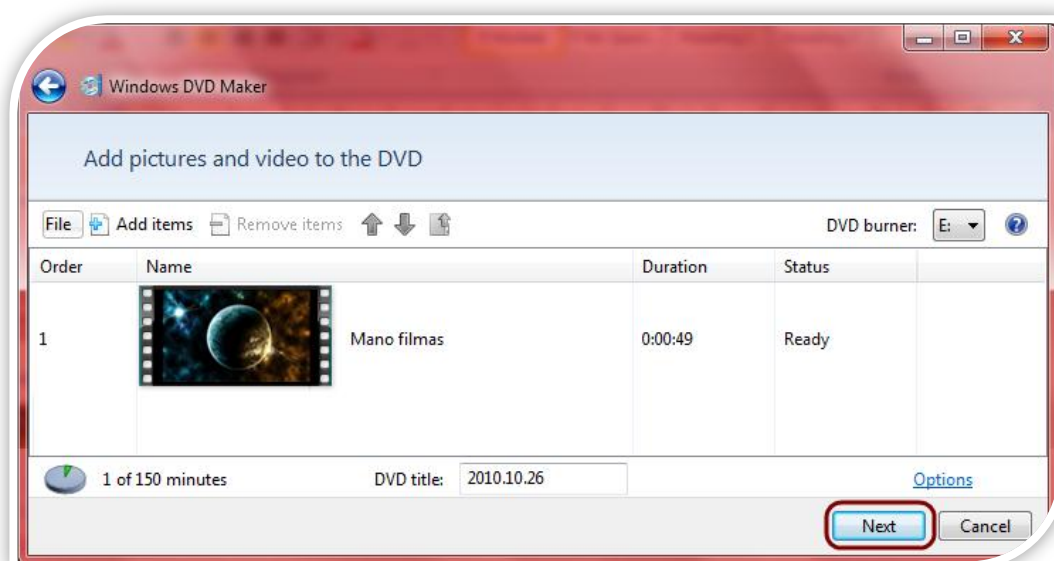 Windows DVD Maker
Add pictures and video to the DVD
File Add items Remove items DVD burner: E:
Order Name Duration Status
1 Mano filmas 0:00:49 Ready
1 of 150 minutes DVD title: 2010.10.26 Options
Next Cancel